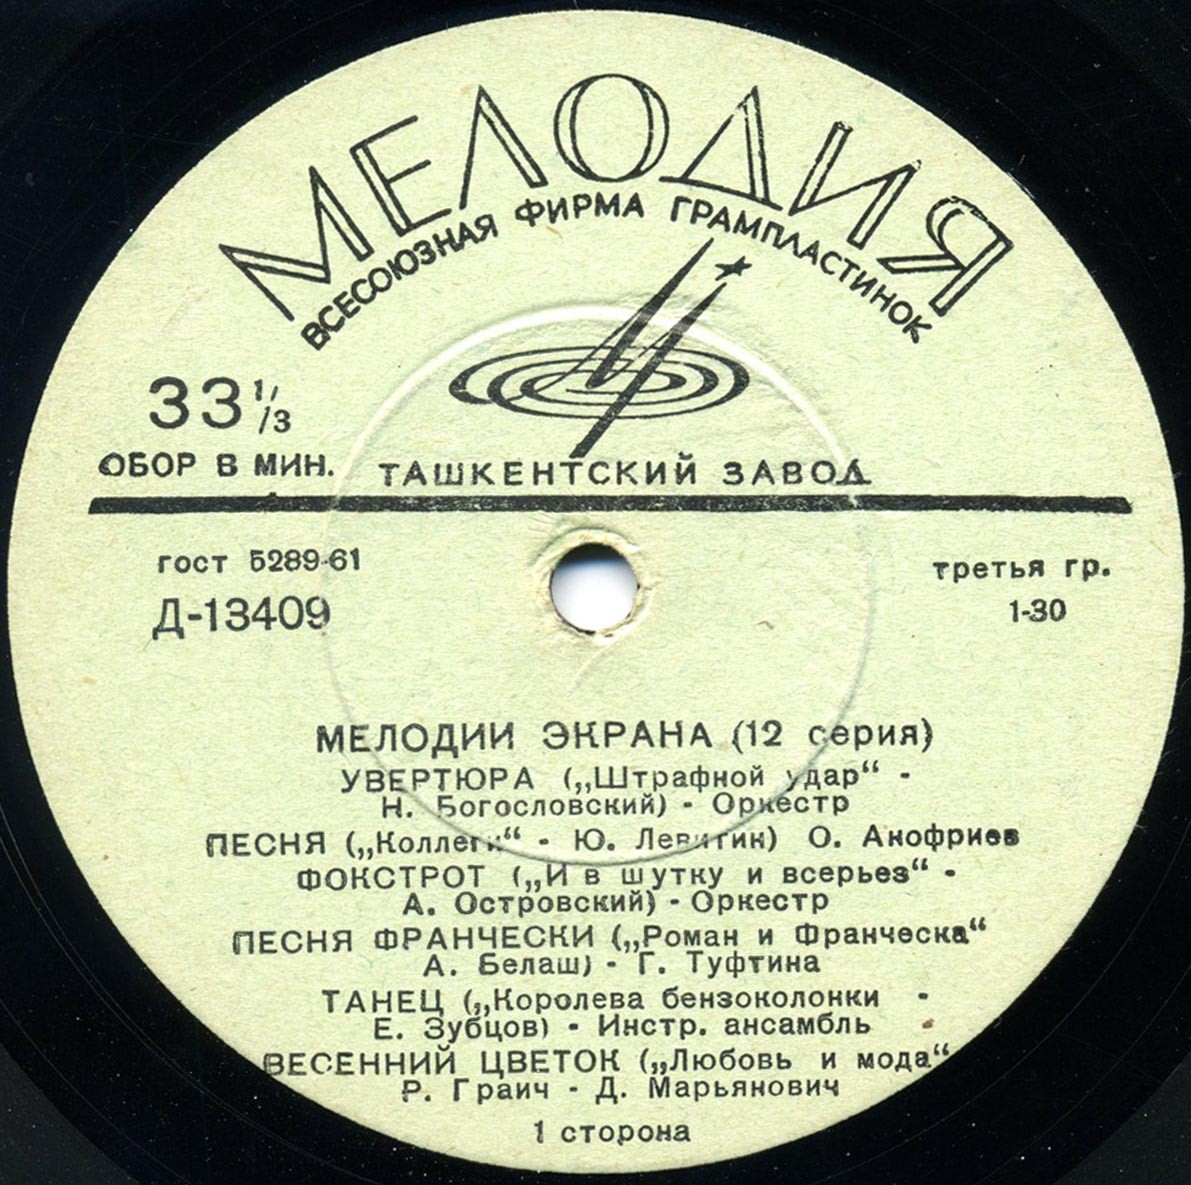 МЕЛОДИЯ
ВСЕСОЮЗНАЯ ФИРМА ГРАМПЛАСТИНОК
33 1/3
ОБОР В МИН.
ТАШКЕНТСКИЙ ЗАВОД
гост 5289-61
Д-13409
третья гр.
1-30
МЕЛОДИИ ЭКРАНА (12 серия)
УВЕРТЮРА („Штрафной удар“ -
Н. Богословский) - Оркестр
ПЕСНЯ („Коллеги“ - Ю. Левитин) О. Анофриев
ФОКСТРОТ („И в шутку и всерьез“ -
А. Островский) - Оркестр
ПЕСНЯ ФРАНЧЕСКИ („Роман и Франческа“
А. Белаш) - Г. Туфтина
ТАНЕЦ („Королева бензоколонки -
Е. Зубцов) - Инстр. ансамбль
ВЕСЕННИЙ ЦВЕТОК („Любовь и мода“
Р. Граич - Д. Марьянович
1 сторона